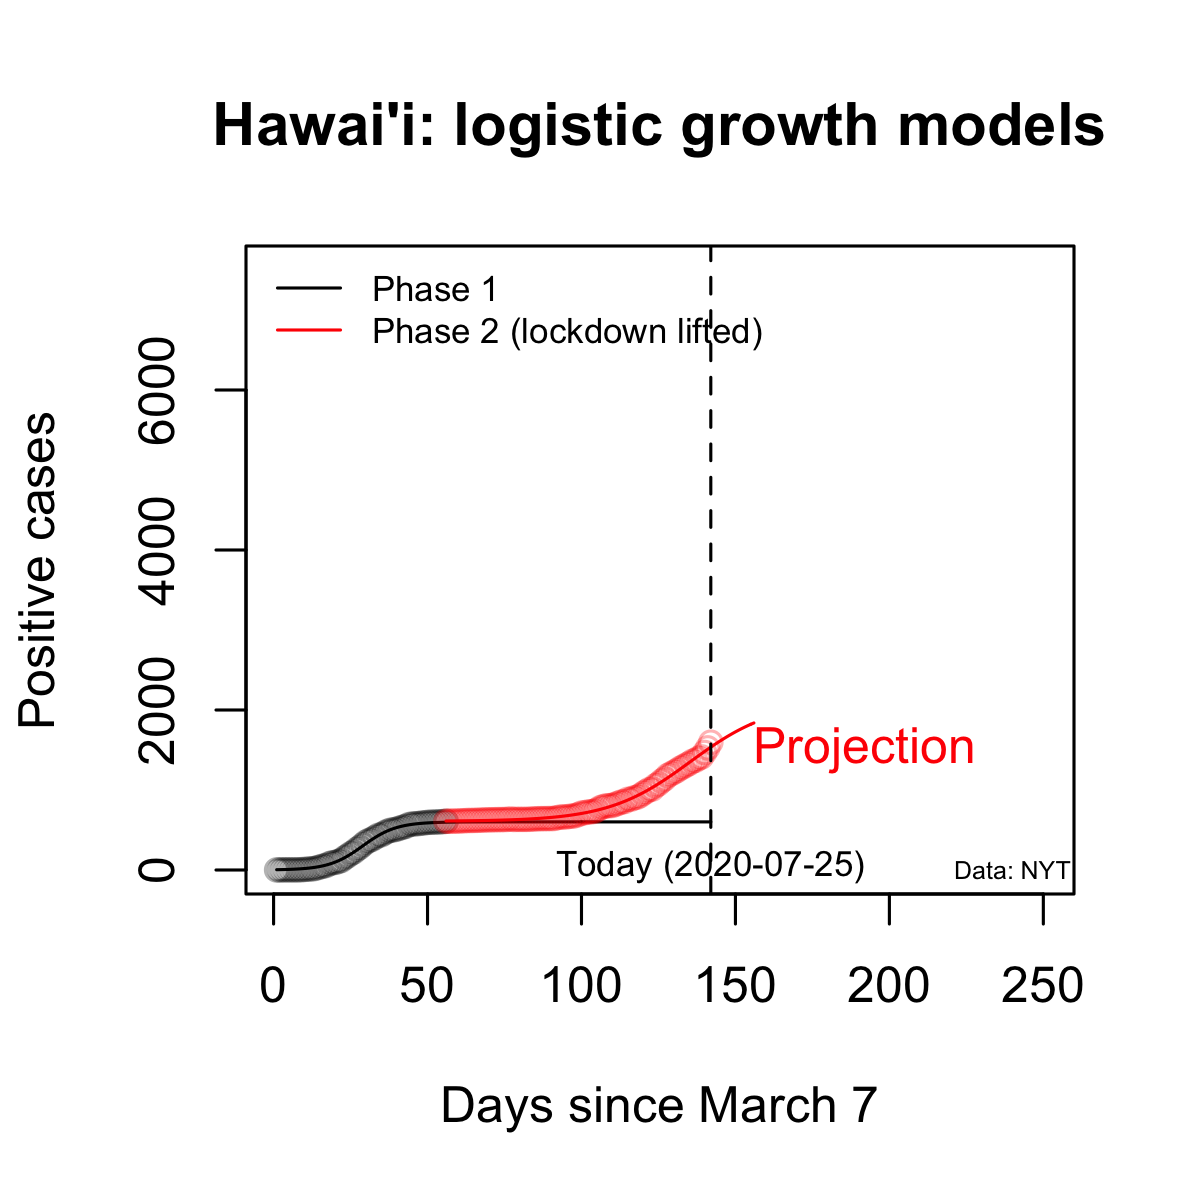 Hawai'i: logistic growth models
Phase 1
Phase 2 (lockdown lifted)
Positive cases
6000
4000
2000
0
Projection
Today (2020-07-25)
Data: NYT
0 50 100 150 200 250
Days since March 7